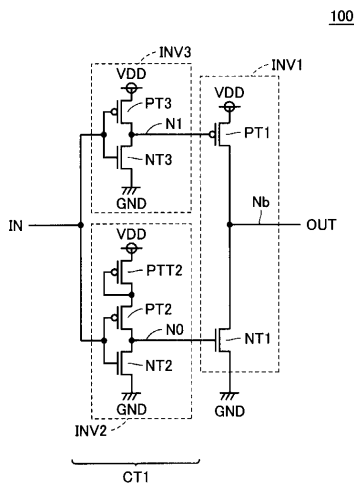 100
INV3
INV1
VDD
PT3
VDD
N1
PT1
NT3
GND
IN
Nb
OUT
VDD
PTT2
PT2
N0
NT1
NT2
GND
GND
INV2
CT1